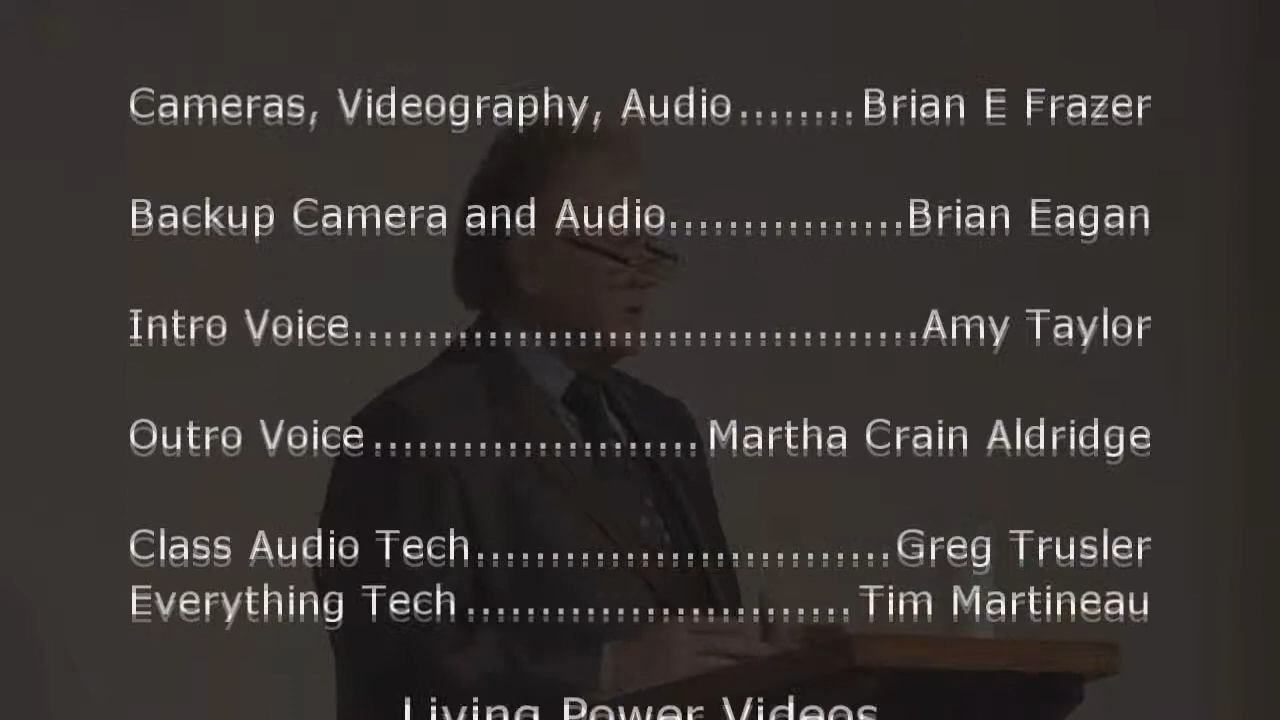 Cameras, Videography, Audio........Brian E Frazer
Backup Camera and Audio................Brian Eagan
Intro Voice......................................Amy Taylor
Outro Voice......................Martha Crain Aldridge
Class Audio Tech............................Greg Trusler
Everything Tech..........................Tim Martineau
Living Power Videos